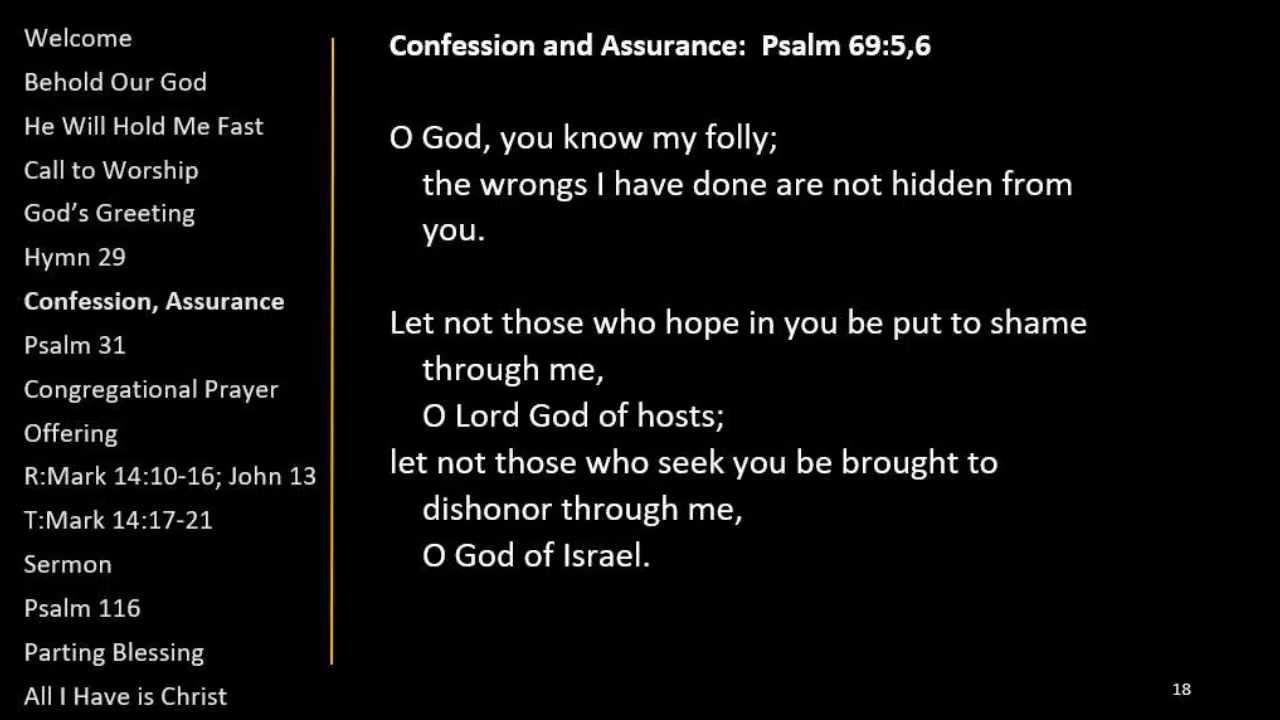 Welcome
Behold Our God
He Will Hold Me Fast
Call to Worship
God’s Greeting
Hymn 29
Confession, Assurance
Psalm 31
Congregational Prayer
Offering
R:Mark 14:10-16; John 13
T:Mark 14:17-21
Sermon
Psalm 116
Parting Blessing
All I Have is Christ
Confession and Assurance:  Psalm 69:5,6
O God, you know my folly;
the wrongs I have done are not hidden from
you.
Let not those who hope in you be put to shame
through me,
O Lord God of hosts;
let not those who seek you be brought to
dishonor through me,
O God of Israel.
18